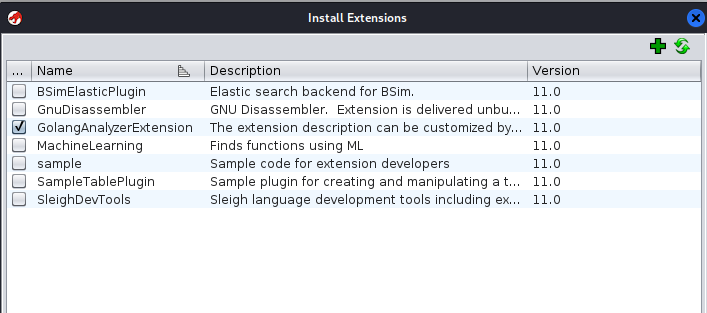 Install Extensions
... Name Description Version
BSimElasticPlugin Elastic search backend for BSim. 11.0
GnuDisassembler GNU Disassembler. Extension is delivered unbu... 11.0
GolangAnalyzerExtension The extension description can be customized by... 11.0
MachineLearning Finds functions using ML 11.0
sample Sample code for extension developers 11.0
SampleTablePlugin Sample plugin for creating and manipulating a t... 11.0
SleighDevTools Sleigh language development tools including ex... 11.0